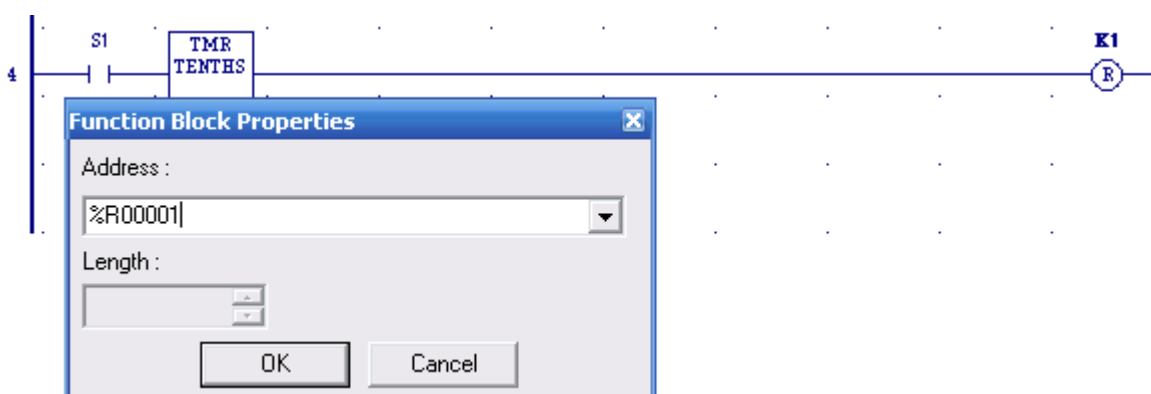 S1
TMR
TENTHS
K1
4
R
Function Block Properties
Address :
%R00001
Length :
OK
Cancel